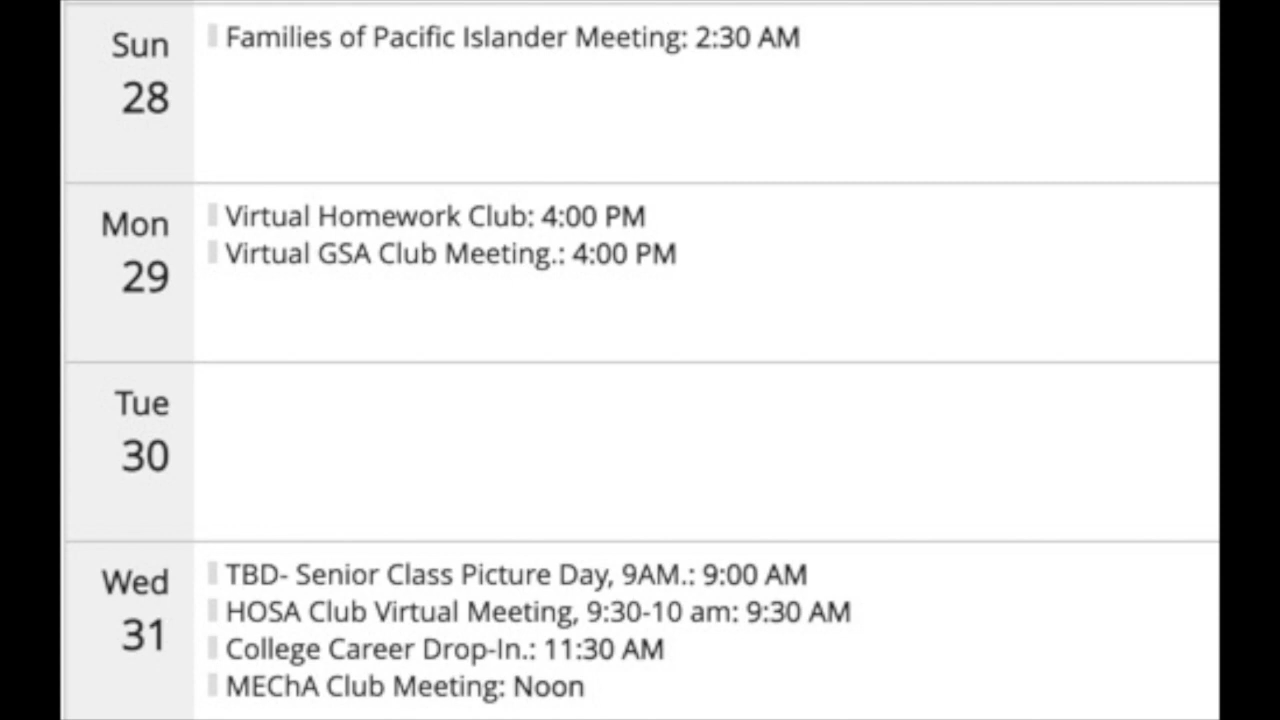 Sun
28
Families of Pacific Islander Meeting: 2:30 AM
Mon
29
Virtual Homework Club: 4:00 PM
Virtual GSA Club Meeting.: 4:00 PM
Tue
30
Wed
31
TBD- Senior Class Picture Day, 9AM.: 9:00 AM
HOSA Club Virtual Meeting, 9:30-10 am: 9:30 AM
College Career Drop-In.: 11:30 AM
MEChA Club Meeting: Noon